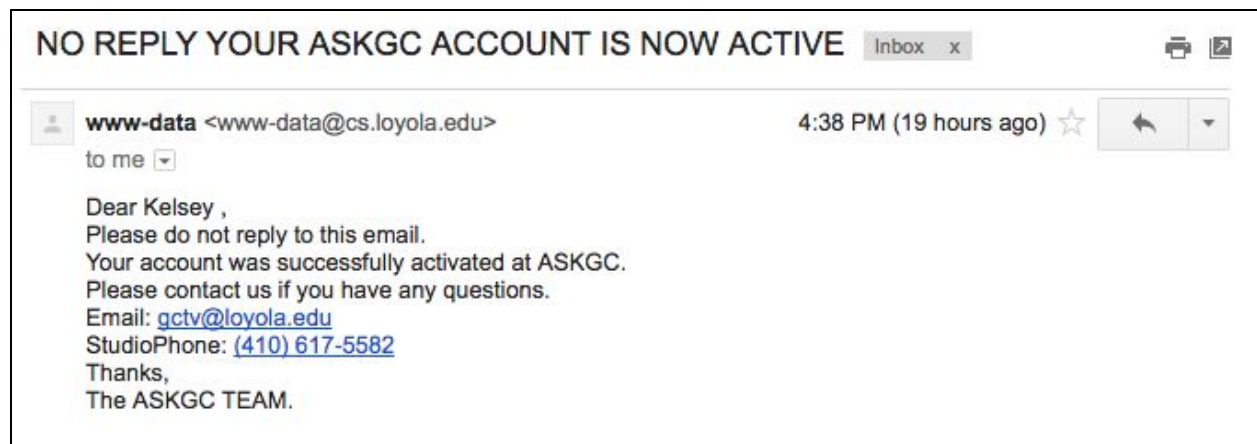 NO REPLY YOUR ASKGC ACCOUNT IS NOW ACTIVE Inbox x
www-data <www-data@cs.loyola.edu> 4:38 PM (19 hours ago)
to me
Dear Kelsey ,
Please do not reply to this email.
Your account was successfully activated at ASKGC.
Please contact us if you have any questions.
Email: gctv@loyola.edu
StudioPhone: (410) 617-5582
Thanks,
The ASKGC TEAM.